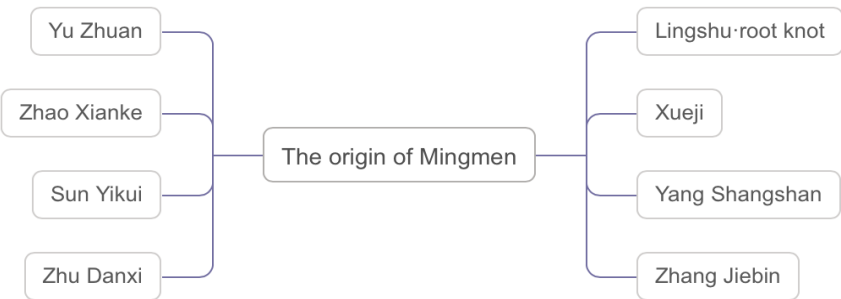 Yu Zhuan
Zhao Xianke
Sun Yikui
Zhu Danxi
The origin of Mingmen
Lingshu·root knot
Xueji
Yang Shangshan
Zhang Jiebin